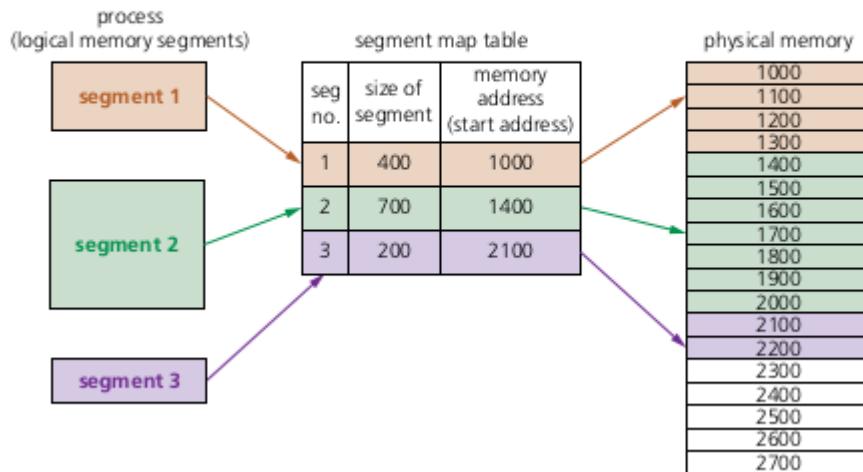 process
(logical memory segments)
segment 1
segment 2
segment 3
segment map table
seg no.
size of segment
memory address (start address)
1 400 1000
2 700 1400
3 200 2100
physical memory
1000
1100
1200
1300
1400
1500
1600
1700
1800
1900
2000
2100
2200
2300
2400
2500
2600
2700